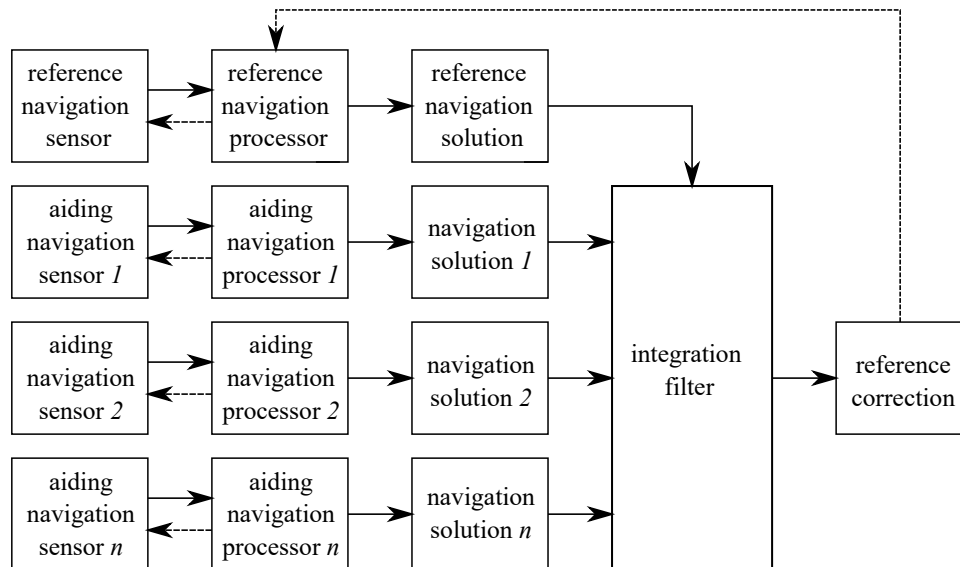 reference
navigation
sensor
reference
navigation
processor
reference
navigation
solution
aiding
navigation
sensor 1
aiding
navigation
processor 1
navigation
solution 1
aiding
navigation
sensor 2
aiding
navigation
processor 2
navigation
solution 2
integration
filter
reference
correction
aiding
navigation
sensor n
aiding
navigation
processor n
navigation
solution n